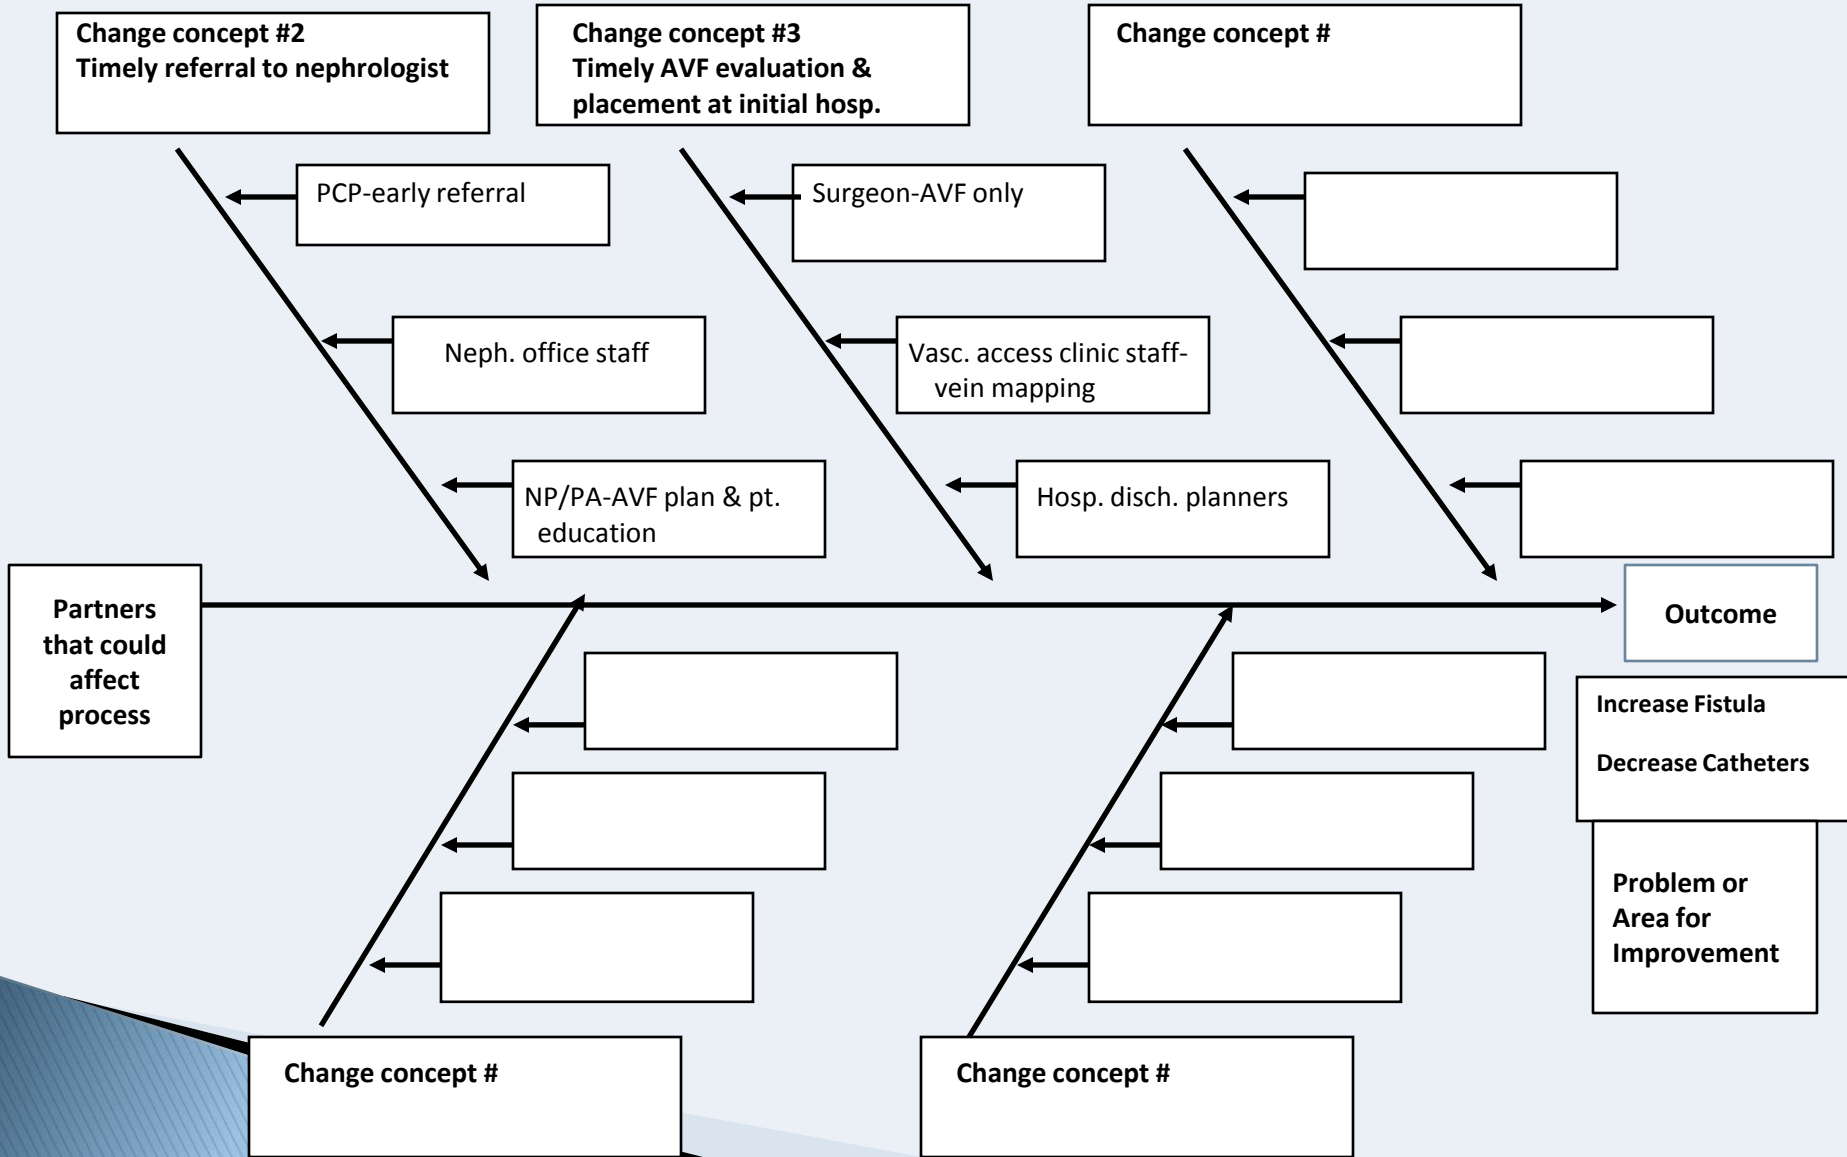 Change concept #2
Timely referral to nephrologist
Change concept #3
Timely AVF evaluation &
placement at initial hosp.
Change concept #
PCP-early referral
Surgeon-AVF only
Neph. office staff
Vasc. access clinic staff-
vein mapping
NP/PA-AVF plan & pt.
education
Hosp. disch. planners
Partners
that could
affect
process
Outcome
Increase Fistula
Decrease Catheters
Problem or
Area for
Improvement
Change concept #
Change concept #